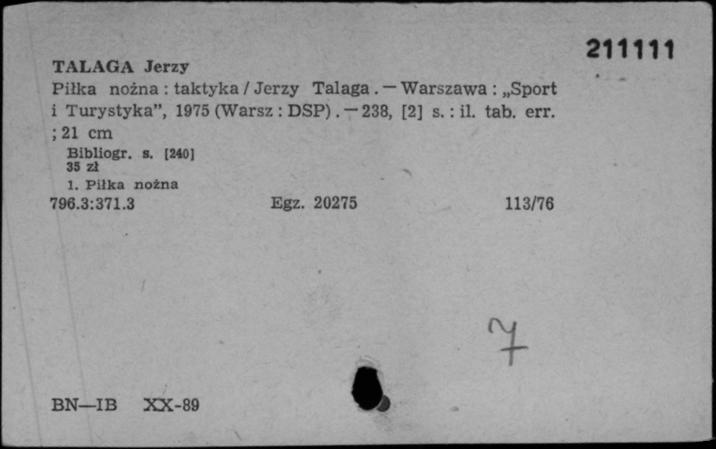 211111
TALAGA Jerzy
Piłka nożna : taktyka / Jerzy Talaga . — Warszawa : „Sport
i Turystyka”, 1975 (Warsz : DSP) . — 238, [2] s. : il. tab. err.
; 21 cm
Bibliogr. s. [240]
35 zł
1. Piłka nożna
796.3:371.3 Egz. 20275 113/76
7
BN—IB XX-89